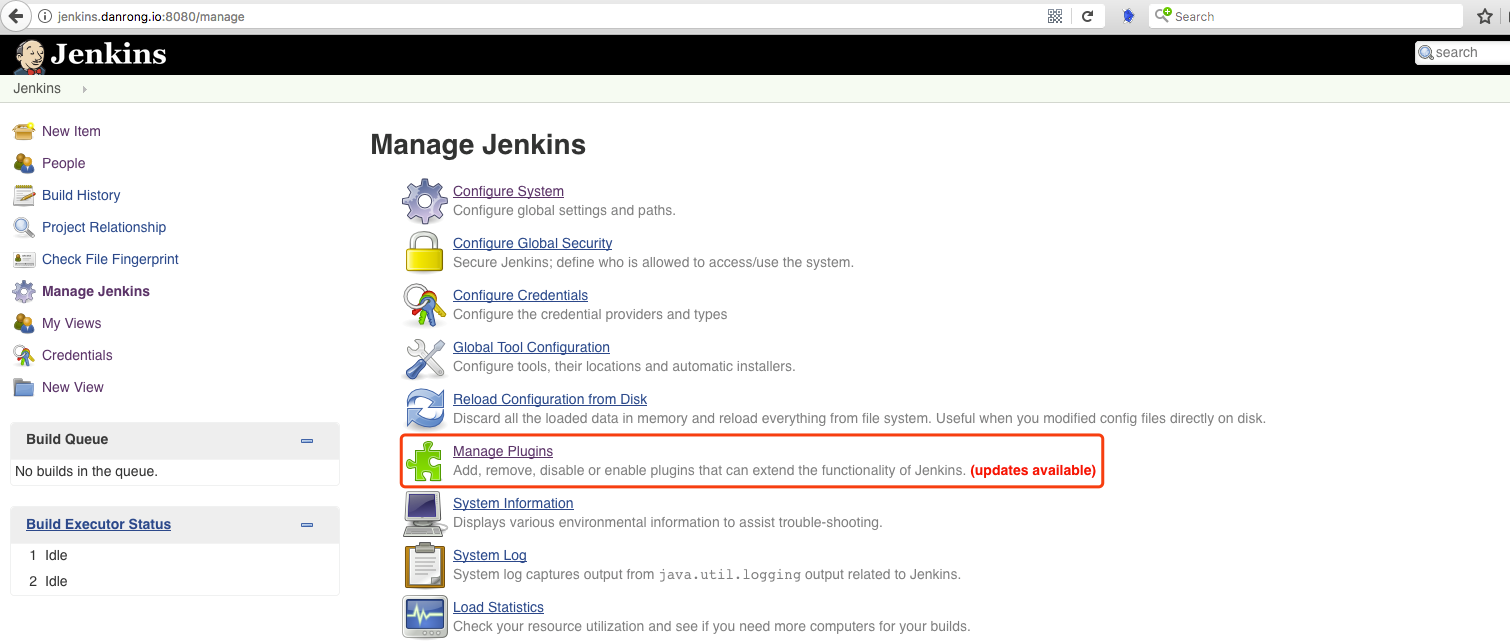 jenkins.danrong.io:8080/manage
Search
Jenkins
search
Jenkins
New Item
People
Build History
Project Relationship
Check File Fingerprint
Manage Jenkins
My Views
Credentials
New View
Build Queue
No builds in the queue.
Build Executor Status
1 Idle
2 Idle
Manage Jenkins
Configure System
Configure global settings and paths.
Configure Global Security
Secure Jenkins; define who is allowed to access/use the system.
Configure Credentials
Configure the credential providers and types
Global Tool Configuration
Configure tools, their locations and automatic installers.
Reload Configuration from Disk
Discard all the loaded data in memory and reload everything from file system. Useful when you modified config files directly on disk.
Manage Plugins
Add, remove, disable or enable plugins that can extend the functionality of Jenkins. (updates available)
System Information
Displays various environmental information to assist trouble-shooting.
System Log
System log captures output from java.util.logging output related to Jenkins.
Load Statistics
Check your resource utilization and see if you need more computers for your builds.